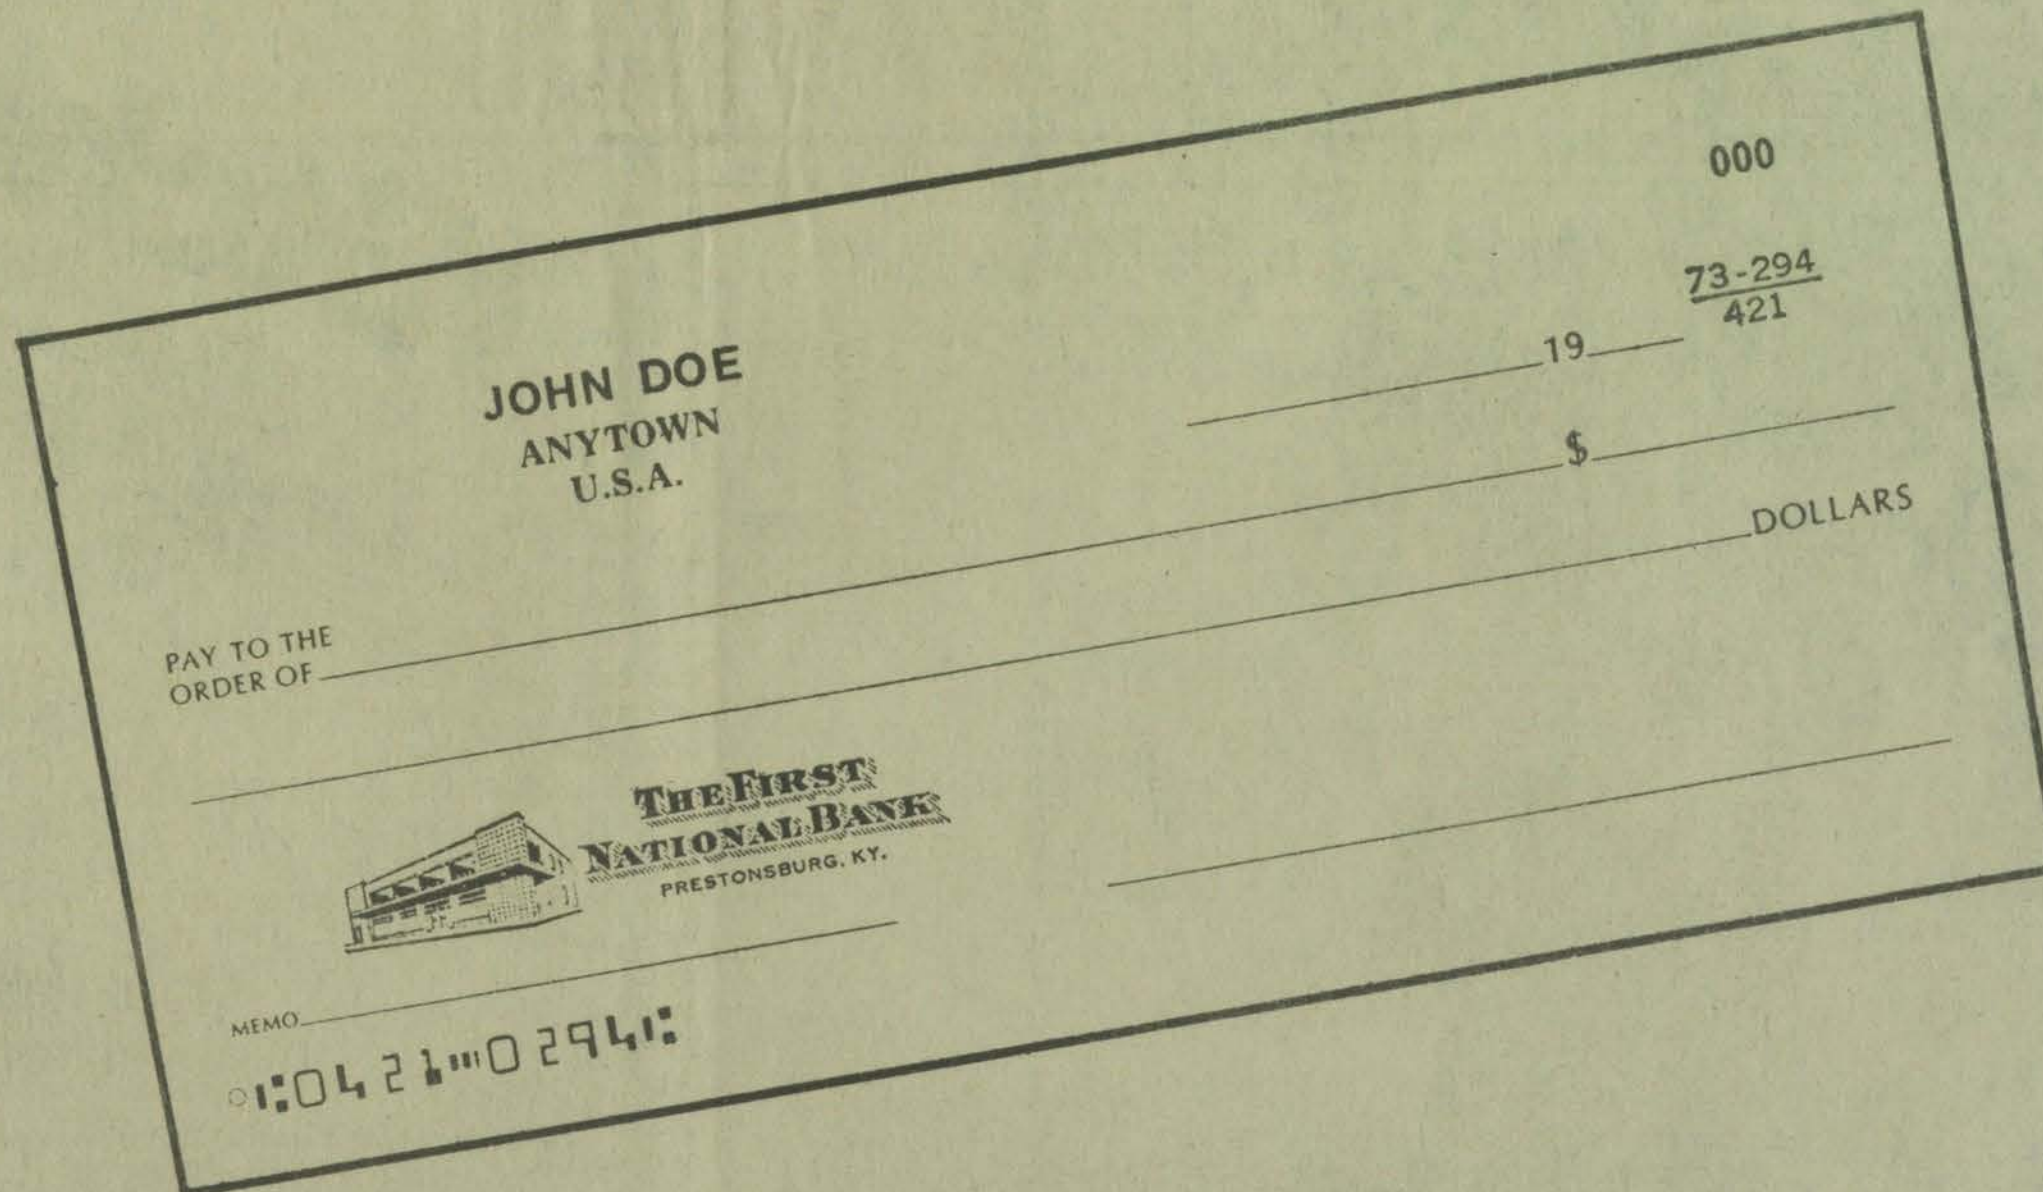 000
73-294
421
19
JOHN DOE
ANYTOWN
U.S.A.
$
PAY TO THE
ORDER OF
DOLLARS
THE FIRST
NATIONAL BANK
PRESTONSBURG, KY.
MEMO
⑆0421⑉0294⑆